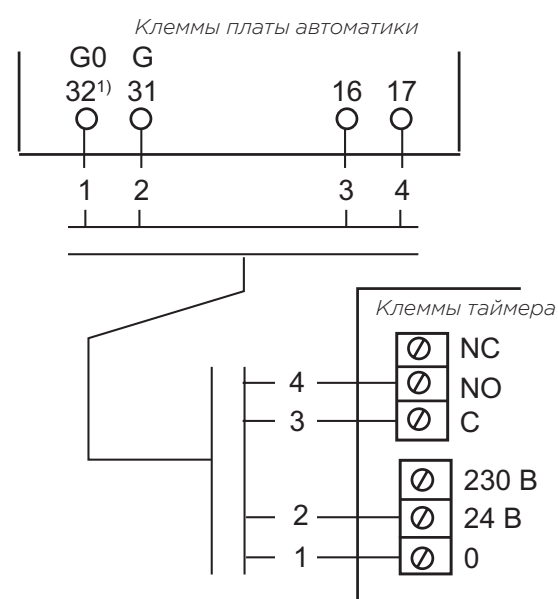 Клеммы платы автоматики
G0 G
32¹⁾ 31 16 17
1 2 3 4
Клеммы таймера
NC
4 NO
3 C
230 В
2 24 В
1 0